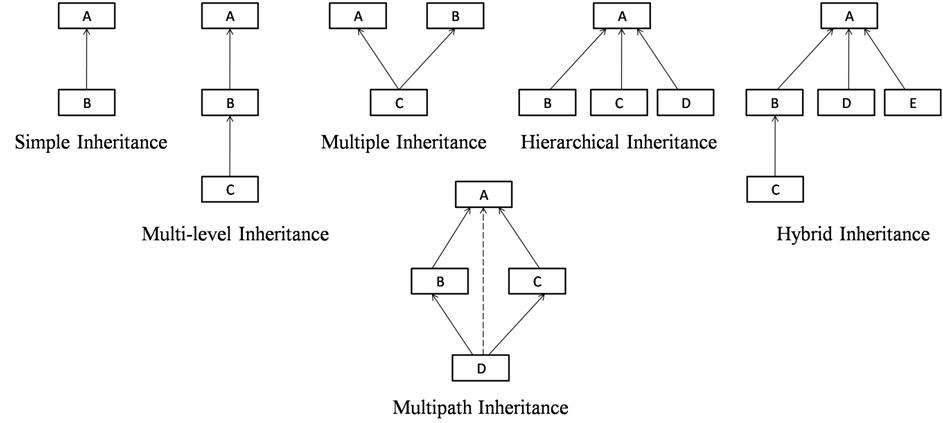 A
A
A
B
A
A
B
B
C
B
C
D
B
D
E
Simple Inheritance
Multiple Inheritance
Hierarchical Inheritance
C
C
A
Multi-level Inheritance
Hybrid Inheritance
B
C
D
Multipath Inheritance